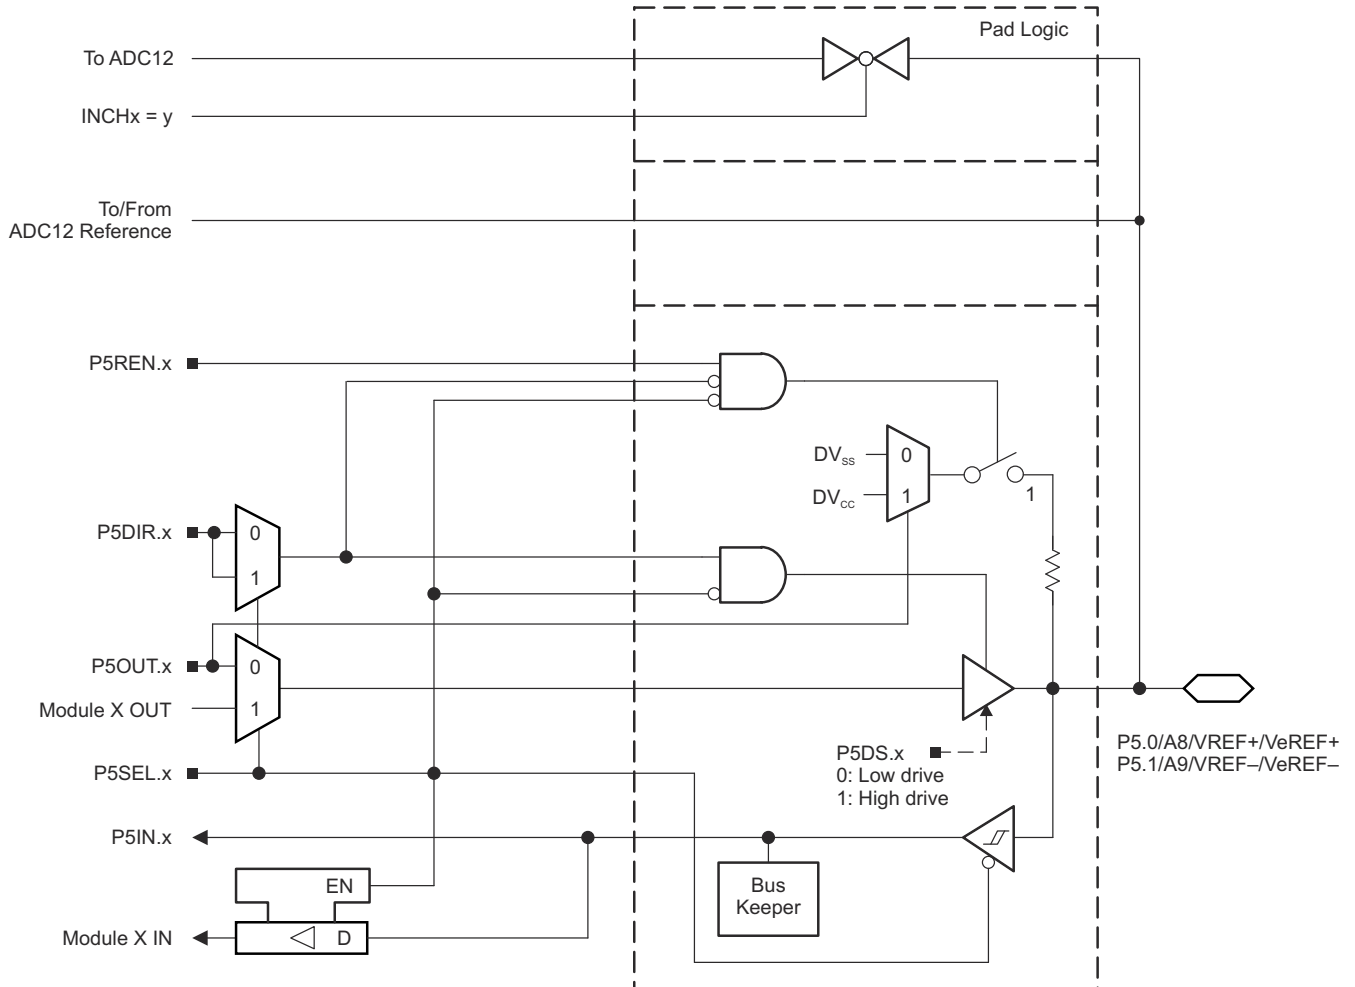 Pad Logic
To ADC12
INCHx = y
To/From
ADC12 Reference
P5REN.x
DVSS
0
DVCC
1
1
P5DIR.x
0
1
P5OUT.x
0
Module X OUT
1
P5DS.x
0: Low drive
1: High drive
P5.0/A8/VREF+/VeREF+
P5.1/A9/VREF–/VeREF–
P5SEL.x
P5IN.x
EN
Bus
Keeper
Module X IN
D